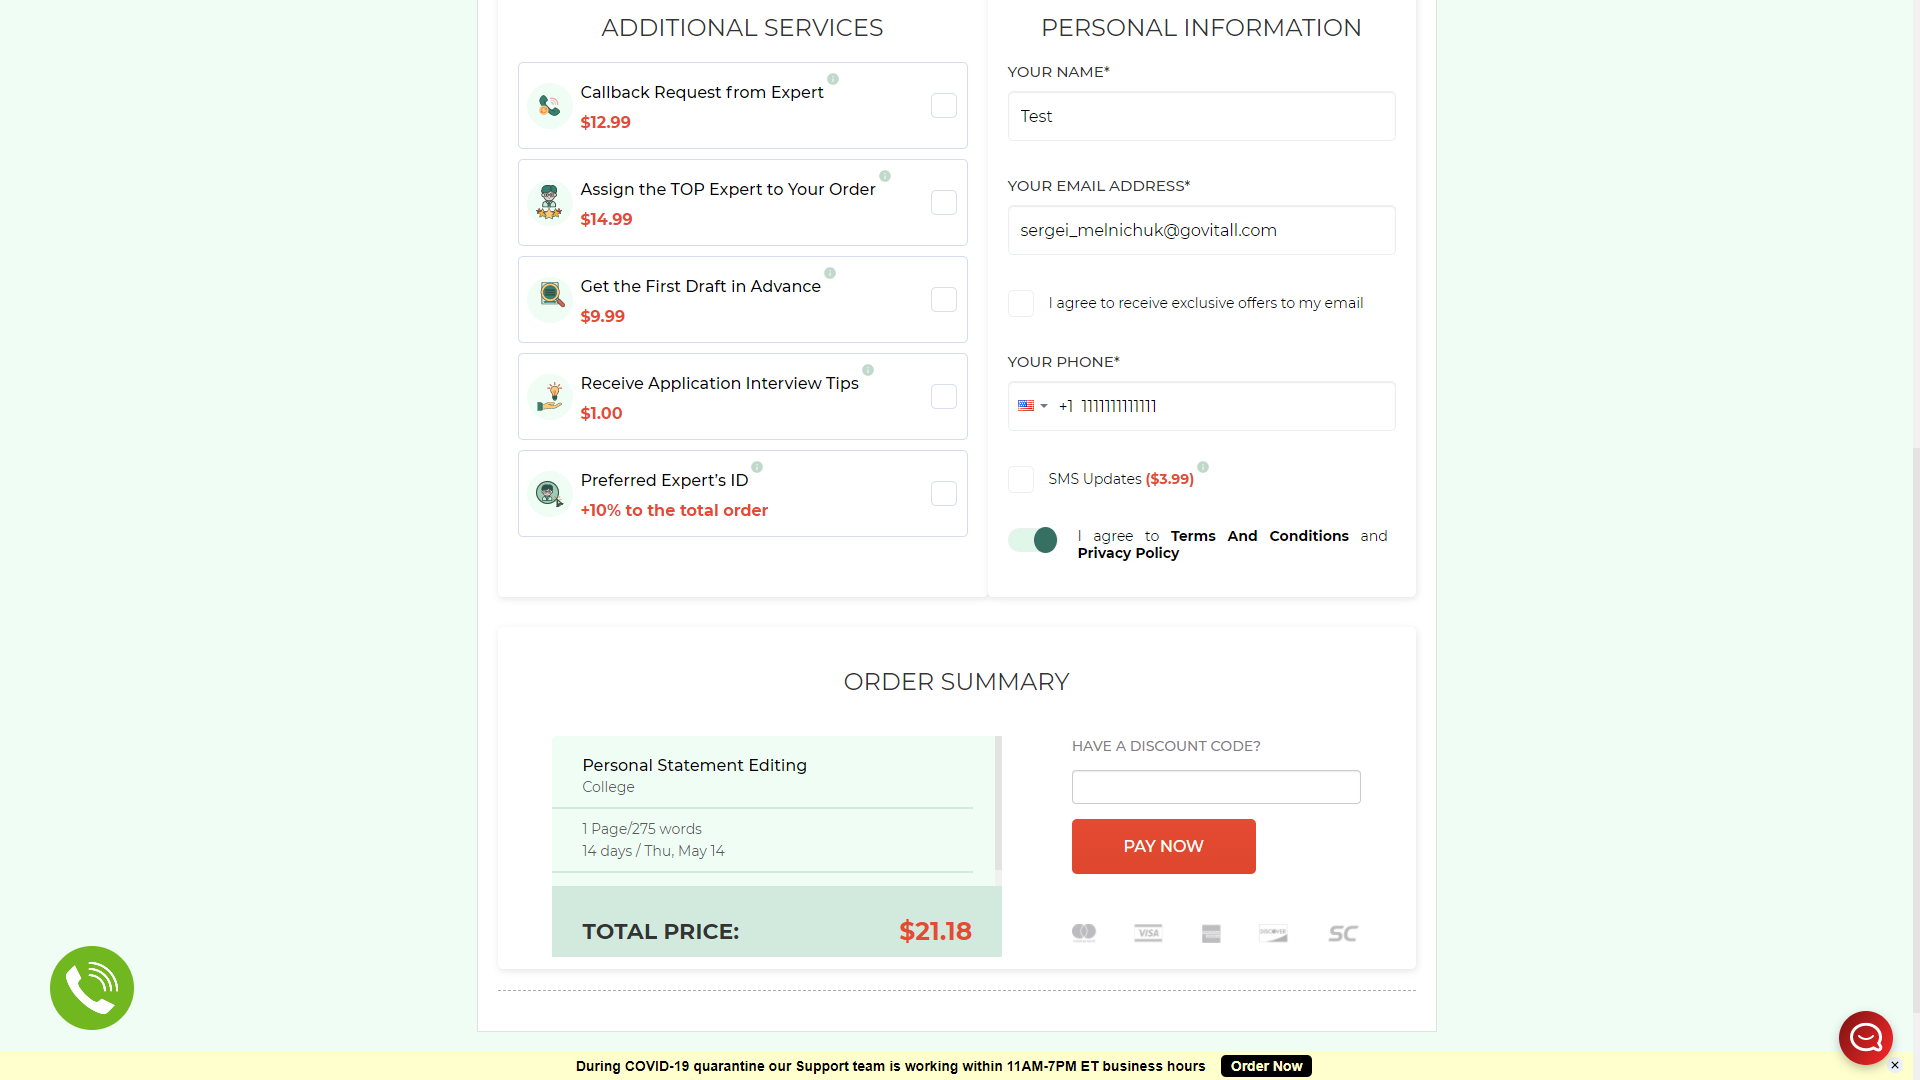 ADDITIONAL SERVICES
Callback Request from Expert
$12.99
Assign the TOP Expert to Your Order
$14.99
Get the First Draft in Advance
$9.99
Receive Application Interview Tips
$1.00
Preferred Expert's ID
+10% to the total order
PERSONAL INFORMATION
YOUR NAME*
Test
YOUR EMAIL ADDRESS*
sergei_melnichuk@govitall.com
I agree to receive exclusive offers to my email
YOUR PHONE*
+1 1111111111111
SMS Updates ($3.99)
I agree to Terms And Conditions and
Privacy Policy
ORDER SUMMARY
Personal Statement Editing
College
1 Page/275 words
14 days / Thu, May 14
TOTAL PRICE: $21.18
HAVE A DISCOUNT CODE?
PAY NOW
VISA
DISCOVER
SC
During COVID-19 quarantine our Support team is working within 11AM-7PM ET business hours Order Now